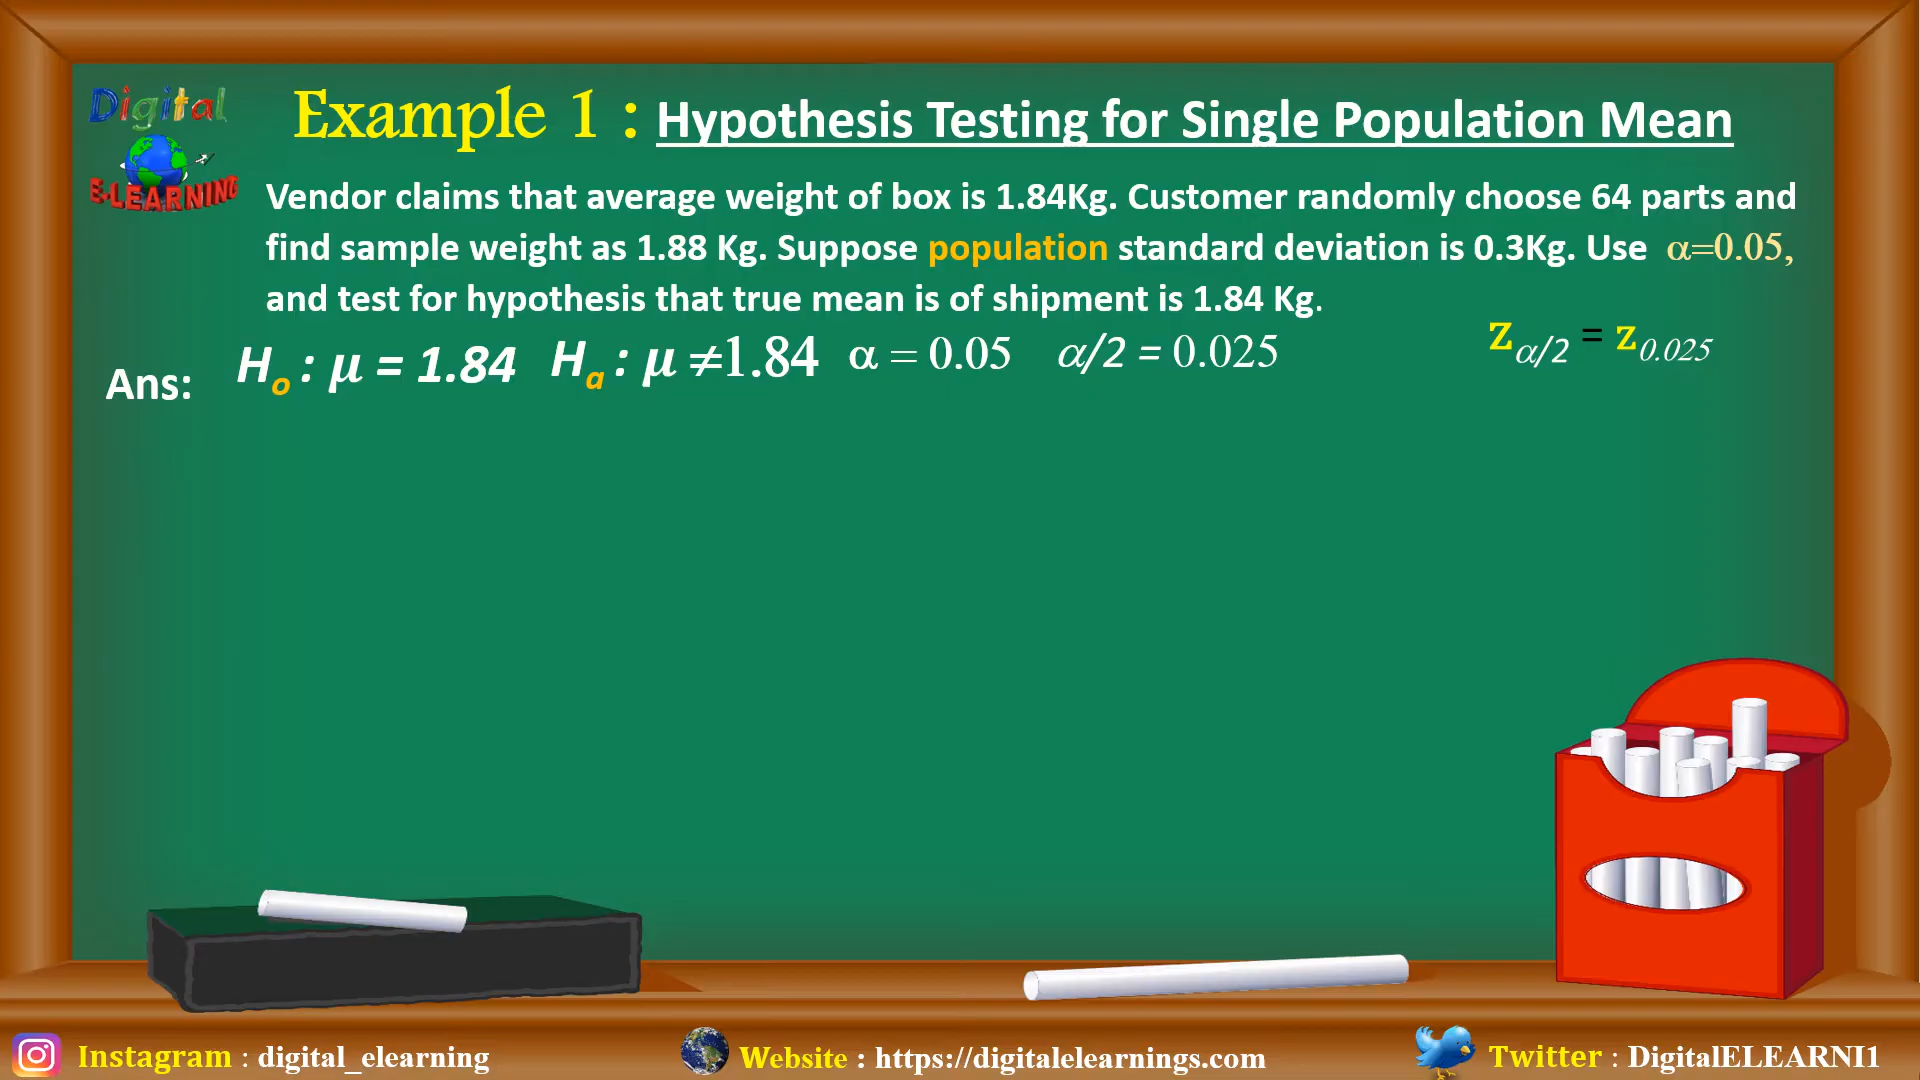 Digital
E-LEARNING
Example 1 : Hypothesis Testing for Single Population Mean
Vendor claims that average weight of box is 1.84Kg. Customer randomly choose 64 parts and
find sample weight as 1.88 Kg. Suppose population standard deviation is 0.3Kg. Use α=0.05,
and test for hypothesis that true mean is of shipment is 1.84 Kg.
Ans: Ho : μ = 1.84 Ha : μ ≠1.84 α = 0.05 α/2 = 0.025 zα/2 = z0.025
Instagram : digital_elearning Website : https://digitalelearnings.com Twitter : DigitalELEARNI1